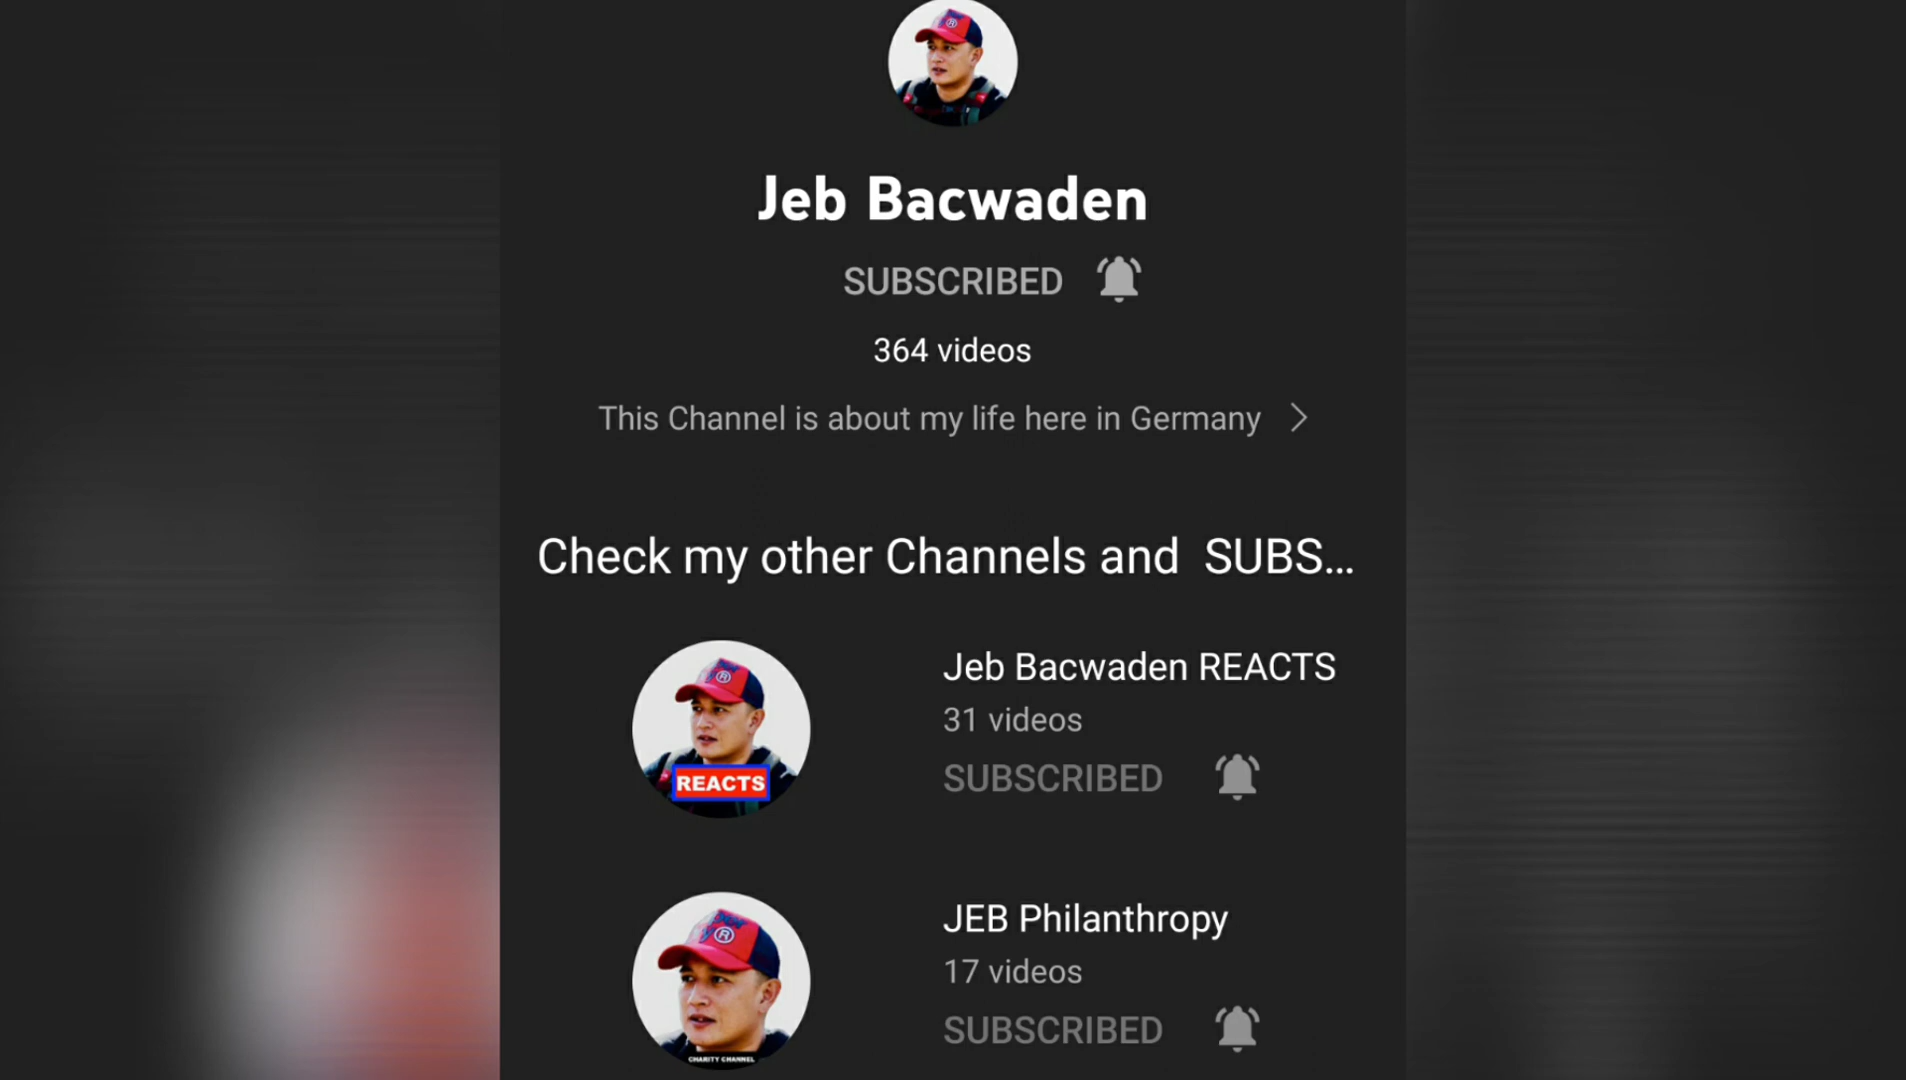 Jeb Bacwaden
SUBSCRIBED
364 videos
This Channel is about my life here in Germany
Check my other Channels and SUBS...
REACTS
Jeb Bacwaden REACTS
31 videos
SUBSCRIBED
CHARITY CHANNEL
JEB Philanthropy
17 videos
SUBSCRIBED